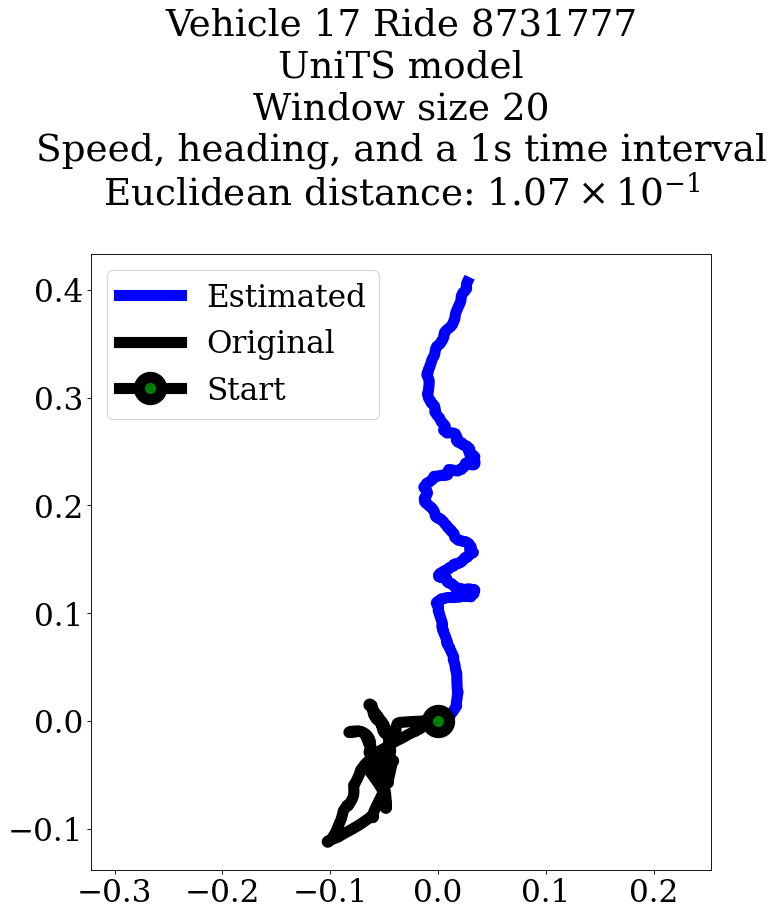 Vehicle 17 Ride 8731777
UniTS model
Window size 20
Speed, heading, and a 1s time interval
Euclidean distance: 1.07 × 10⁻¹
Estimated
Original
Start
0.4
0.3
0.2
0.1
0.0
−0.1
−0.3 −0.2 −0.1 0.0 0.1 0.2